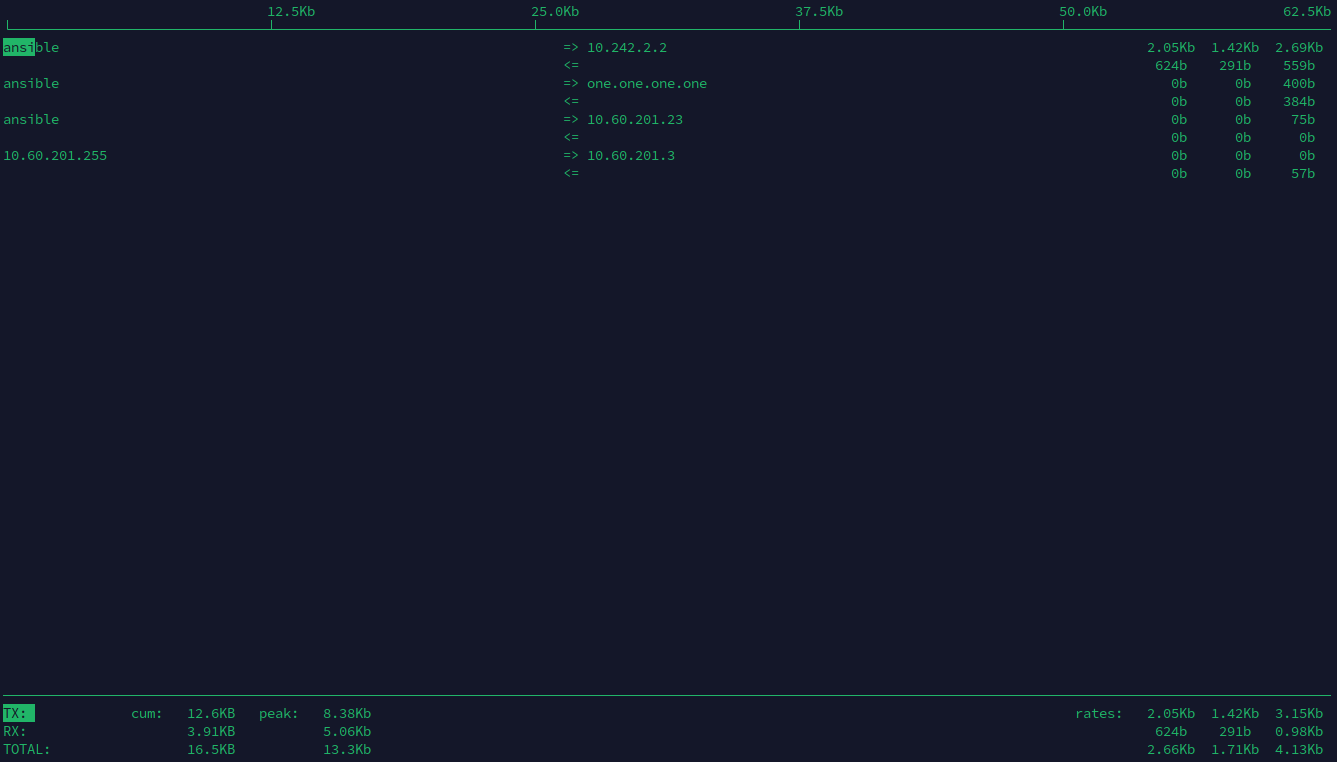 12.5Kb 25.0Kb 37.5Kb 50.0Kb 62.5Kb
ansible => 10.242.2.2 2.05Kb 1.42Kb 2.69Kb
<= 624b 291b 559b
ansible => one.one.one.one 0b 0b 400b
<= 0b 0b 384b
ansible => 10.60.201.23 0b 0b 75b
<= 0b 0b 0b
10.60.201.255 => 10.60.201.3 0b 0b 0b
<= 0b 0b 57b
TX: cum: 12.6KB peak: 8.38Kb rates: 2.05Kb 1.42Kb 3.15Kb
RX: 3.91KB 5.06Kb 624b 291b 0.98Kb
TOTAL: 16.5KB 13.3Kb 2.66Kb 1.71Kb 4.13Kb